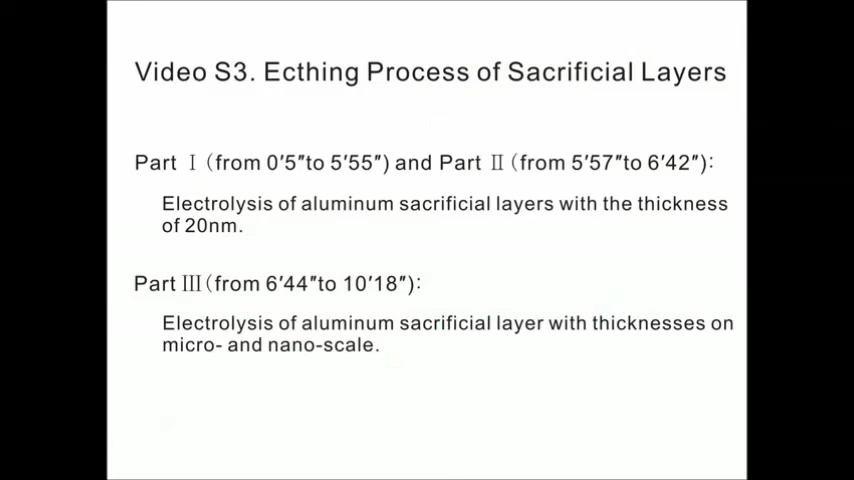 Video S3. Ecthing Process of Sacrificial Layers
Part Ⅰ (from 0′5″to 5′55″) and Part Ⅱ (from 5′57″to 6′42″):
Electrolysis of aluminum sacrificial layers with the thickness
of 20nm.
Part Ⅲ (from 6′44″to 10′18″):
Electrolysis of aluminum sacrificial layer with thicknesses on
micro- and nano-scale.